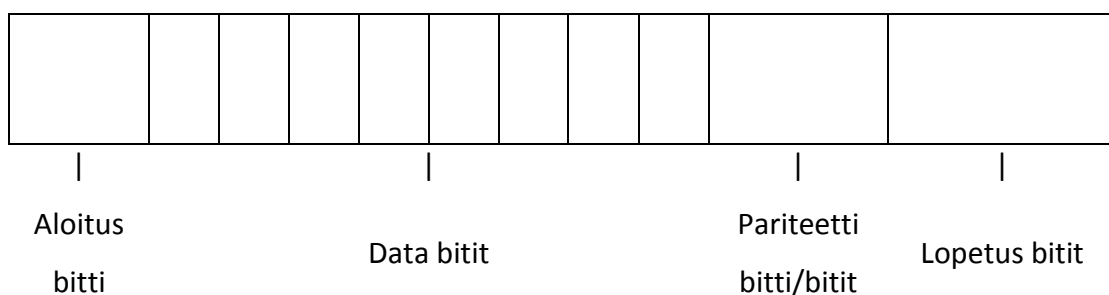 Aloitus
bitti
Data bitit
Pariteetti
bitti/bitit
Lopetus bitit